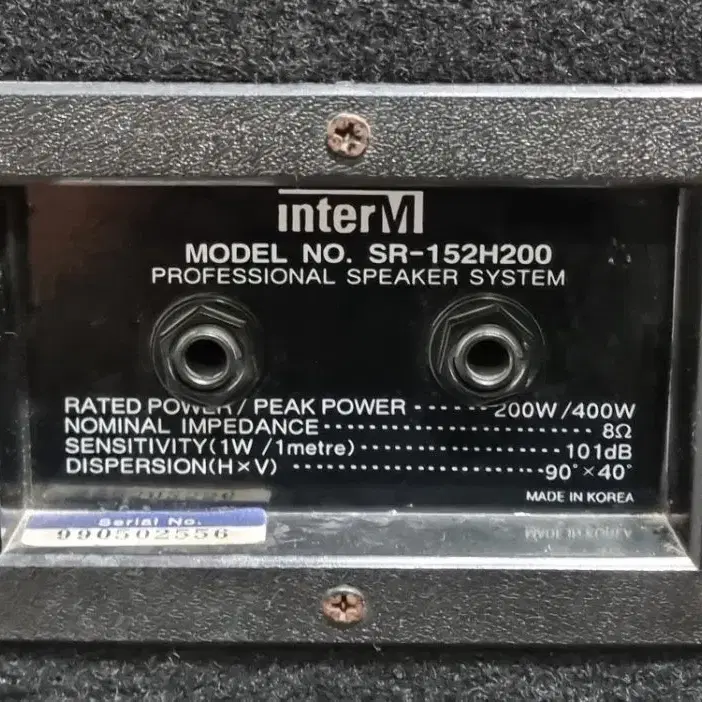 interM
MODEL NO. SR-152H200
PROFESSIONAL SPEAKER SYSTEM
RATED POWER / PEAK POWER ······ 200W /400W
NOMINAL IMPEDANCE ······························ 8Ω
SENSITIVITY(1W /1metre) ······················ 101dB
DISPERSION(H×V) ····························· 90°×40°
MADE IN KOREA
Serial No.
990502556